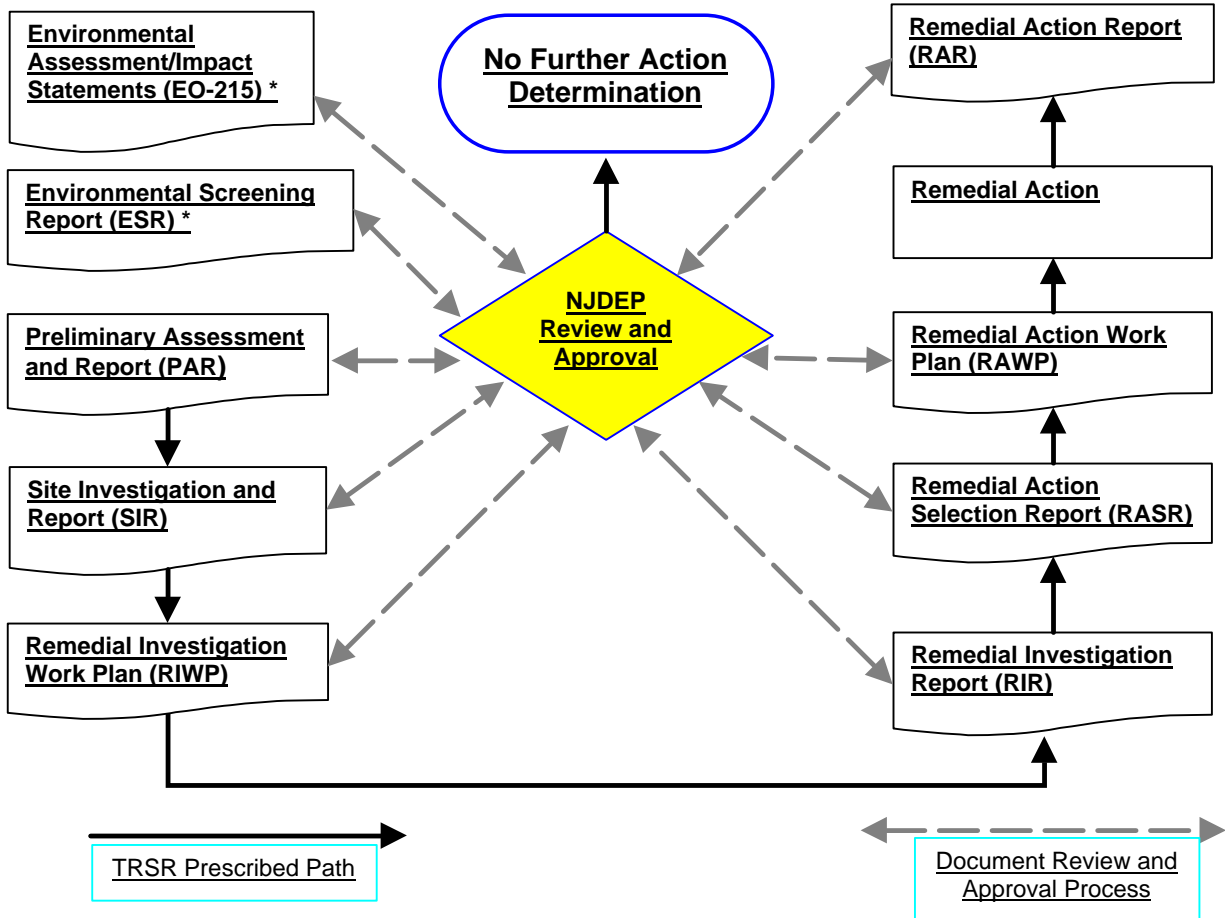 Environmental
Assessment/Impact
Statements (EO-215) *
Environmental Screening
Report (ESR) *
Preliminary Assessment
and Report (PAR)
Site Investigation and
Report (SIR)
Remedial Investigation
Work Plan (RIWP)
No Further Action
Determination
NJDEP
Review and
Approval
Remedial Action Report
(RAR)
Remedial Action
Remedial Action Work
Plan (RAWP)
Remedial Action
Selection Report (RASR)
Remedial Investigation
Report (RIR)
TRSR Prescribed Path
Document Review and
Approval Process